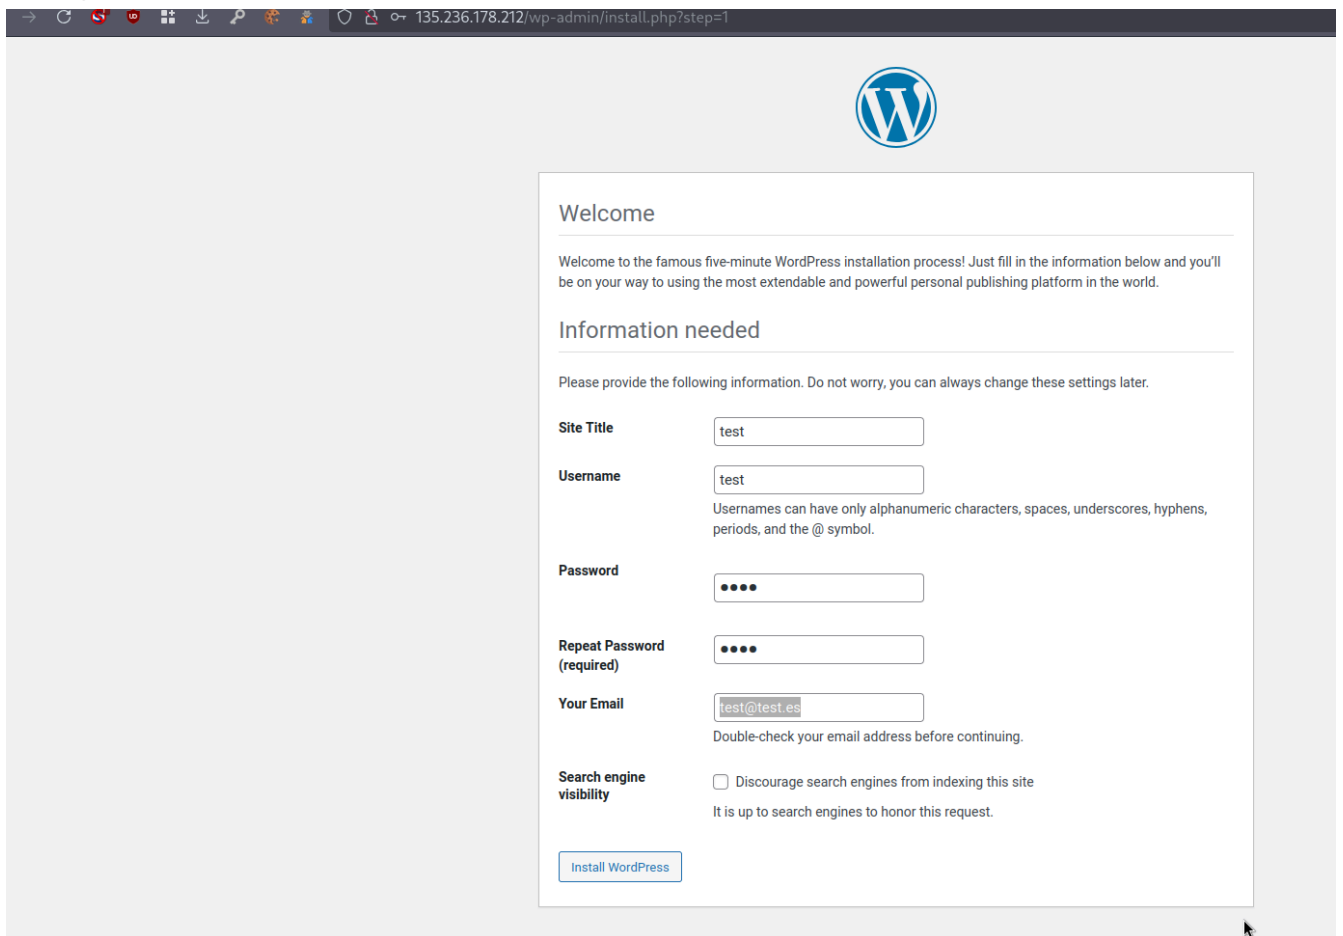 135.236.178.212/wp-admin/install.php?step=1
Welcome
Welcome to the famous five-minute WordPress installation process! Just fill in the information below and you'll
be on your way to using the most extendable and powerful personal publishing platform in the world.
Information needed
Please provide the following information. Do not worry, you can always change these settings later.
Site Title
test
Username
test
Usernames can have only alphanumeric characters, spaces, underscores, hyphens,
periods, and the @ symbol.
Password
••••
Repeat Password
(required)
••••
Your Email
test@test.es
Double-check your email address before continuing.
Search engine
visibility
Discourage search engines from indexing this site
It is up to search engines to honor this request.
Install WordPress